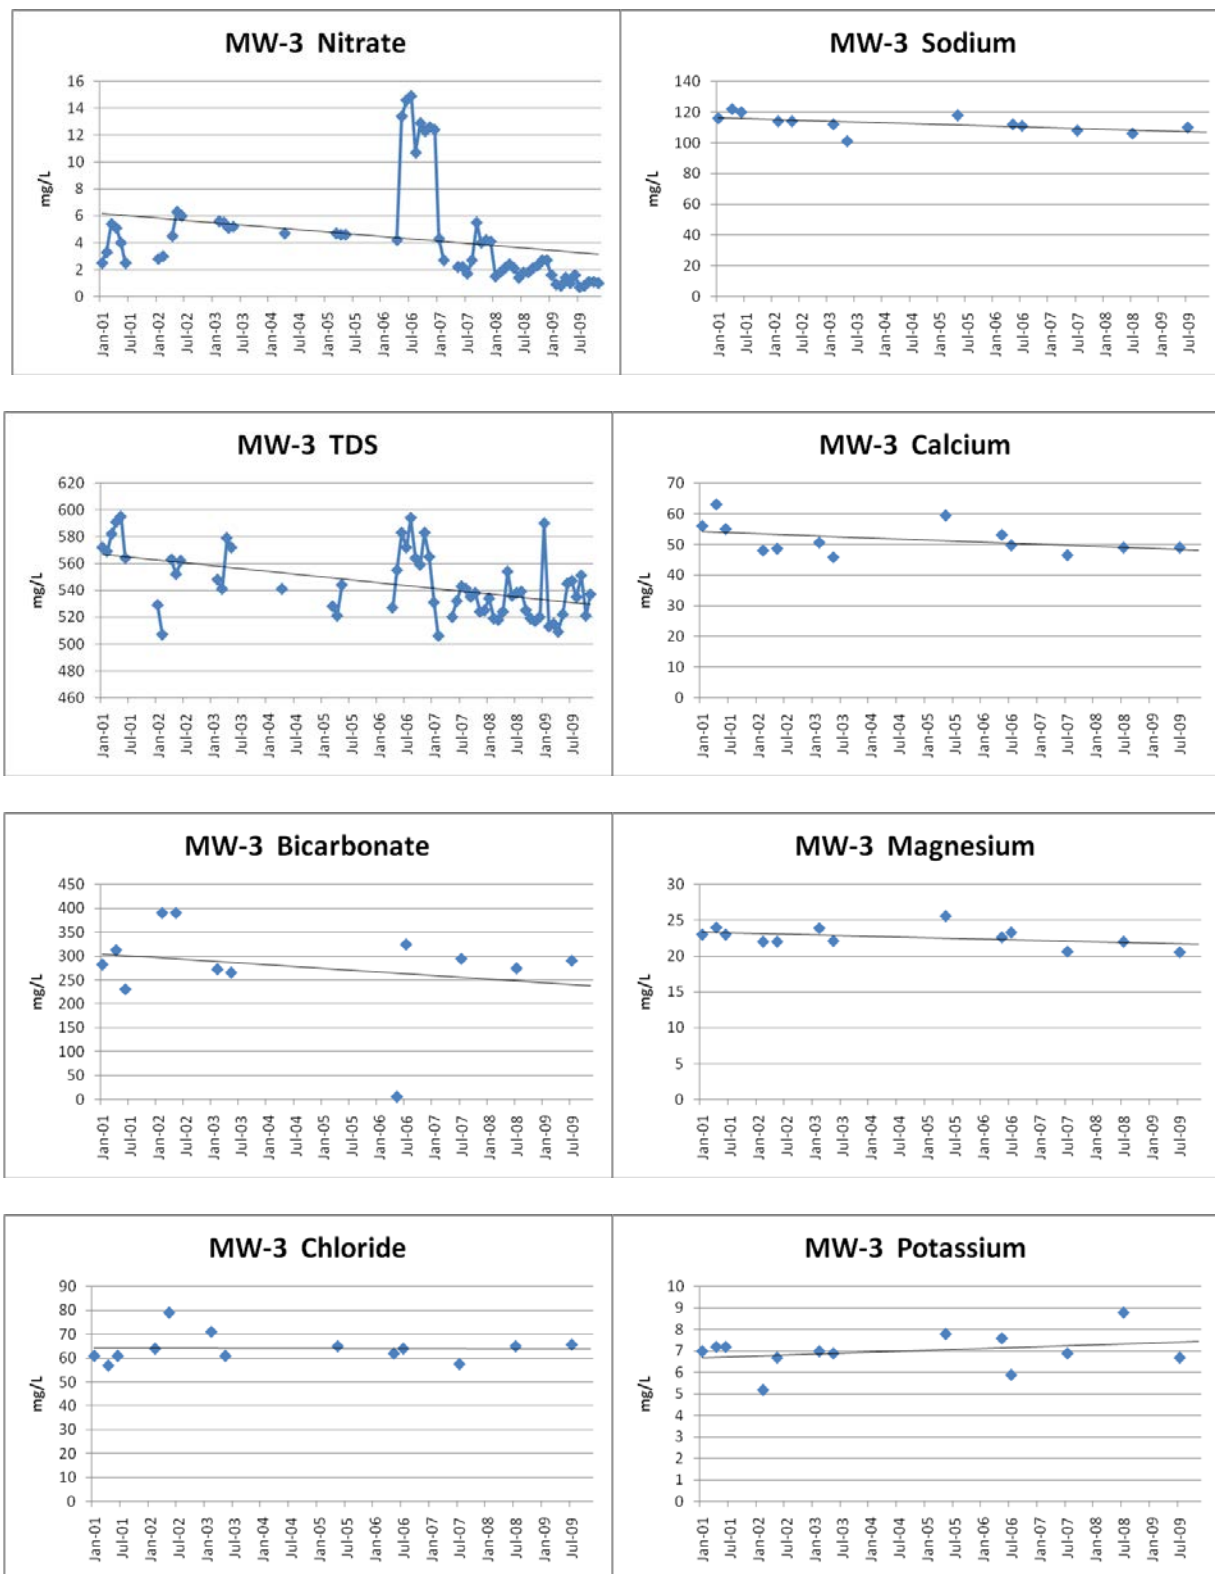 MW-3 Nitrate
16
14
12
10
8
6
4
2
0
mg/L
Jan-01
Jul-01
Jan-02
Jul-02
Jan-03
Jul-03
Jan-04
Jul-04
Jan-05
Jul-05
Jan-06
Jul-06
Jan-07
Jul-07
Jan-08
Jul-08
Jan-09
Jul-09
MW-3 Sodium
140
120
100
80
60
40
20
0
mg/L
Jan-01
Jul-01
Jan-02
Jul-02
Jan-03
Jul-03
Jan-04
Jul-04
Jan-05
Jul-05
Jan-06
Jul-06
Jan-07
Jul-07
Jan-08
Jul-08
Jan-09
Jul-09
MW-3 TDS
620
600
580
560
540
520
500
480
460
mg/L
Jan-01
Jul-01
Jan-02
Jul-02
Jan-03
Jul-03
Jan-04
Jul-04
Jan-05
Jul-05
Jan-06
Jul-06
Jan-07
Jul-07
Jan-08
Jul-08
Jan-09
Jul-09
MW-3 Calcium
70
60
50
40
30
20
10
0
mg/L
Jan-01
Jul-01
Jan-02
Jul-02
Jan-03
Jul-03
Jan-04
Jul-04
Jan-05
Jul-05
Jan-06
Jul-06
Jan-07
Jul-07
Jan-08
Jul-08
Jan-09
Jul-09
MW-3 Bicarbonate
450
400
350
300
250
200
150
100
50
0
mg/L
Jan-01
Jul-01
Jan-02
Jul-02
Jan-03
Jul-03
Jan-04
Jul-04
Jan-05
Jul-05
Jan-06
Jul-06
Jan-07
Jul-07
Jan-08
Jul-08
Jan-09
Jul-09
MW-3 Magnesium
30
25
20
15
10
5
0
mg/L
Jan-01
Jul-01
Jan-02
Jul-02
Jan-03
Jul-03
Jan-04
Jul-04
Jan-05
Jul-05
Jan-06
Jul-06
Jan-07
Jul-07
Jan-08
Jul-08
Jan-09
Jul-09
MW-3 Chloride
90
80
70
60
50
40
30
20
10
0
mg/L
Jan-01
Jul-01
Jan-02
Jul-02
Jan-03
Jul-03
Jan-04
Jul-04
Jan-05
Jul-05
Jan-06
Jul-06
Jan-07
Jul-07
Jan-08
Jul-08
Jan-09
Jul-09
MW-3 Potassium
10
9
8
7
6
5
4
3
2
1
0
mg/L
Jan-01
Jul-01
Jan-02
Jul-02
Jan-03
Jul-03
Jan-04
Jul-04
Jan-05
Jul-05
Jan-06
Jul-06
Jan-07
Jul-07
Jan-08
Jul-08
Jan-09
Jul-09